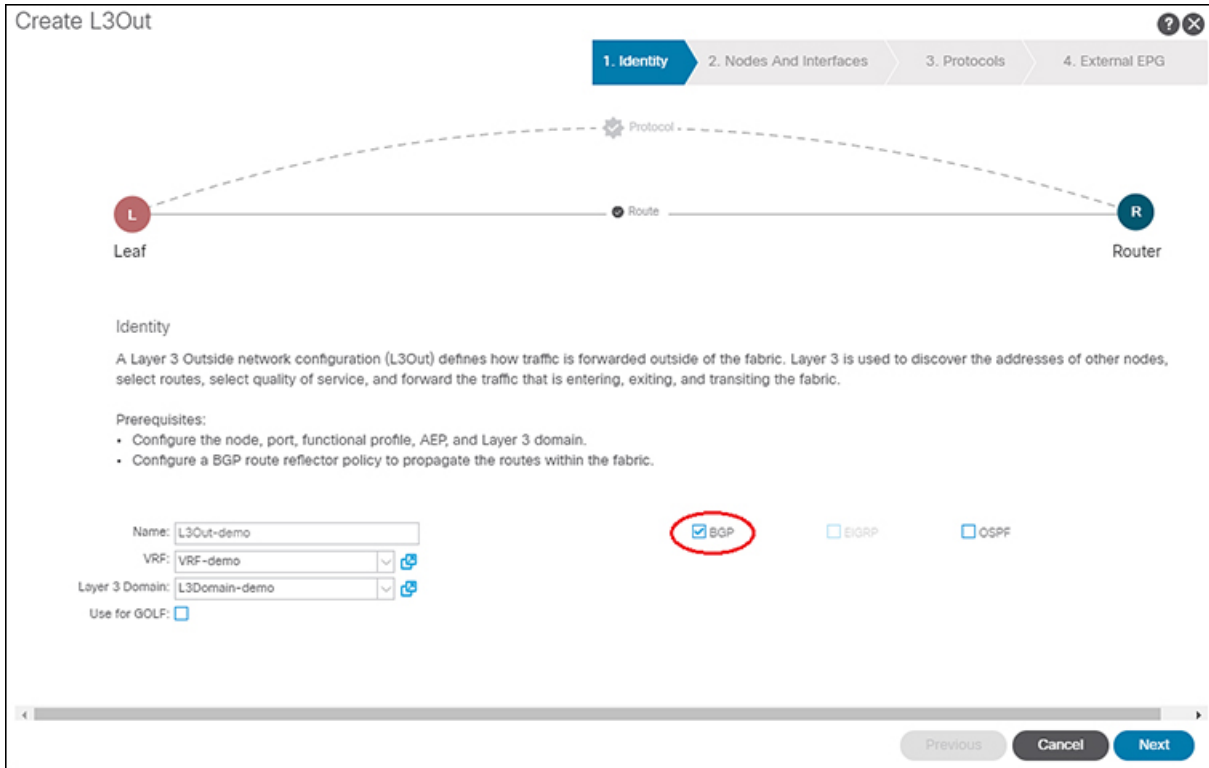 Create L3Out
1. Identity
2. Nodes And Interfaces
3. Protocols
4. External EPG
Protocol
L
Route
R
Leaf
Router
Identity
A Layer 3 Outside network configuration (L3Out) defines how traffic is forwarded outside of the fabric. Layer 3 is used to discover the addresses of other nodes,
select routes, select quality of service, and forward the traffic that is entering, exiting, and transiting the fabric.
Prerequisites:
• Configure the node, port, functional profile, AEP, and Layer 3 domain.
• Configure a BGP route reflector policy to propagate the routes within the fabric.
Name: L3Out-demo
BGP
EIGRP
OSPF
VRF: VRF-demo
Layer 3 Domain: L3Domain-demo
Use for GOLF:
Previous
Cancel
Next